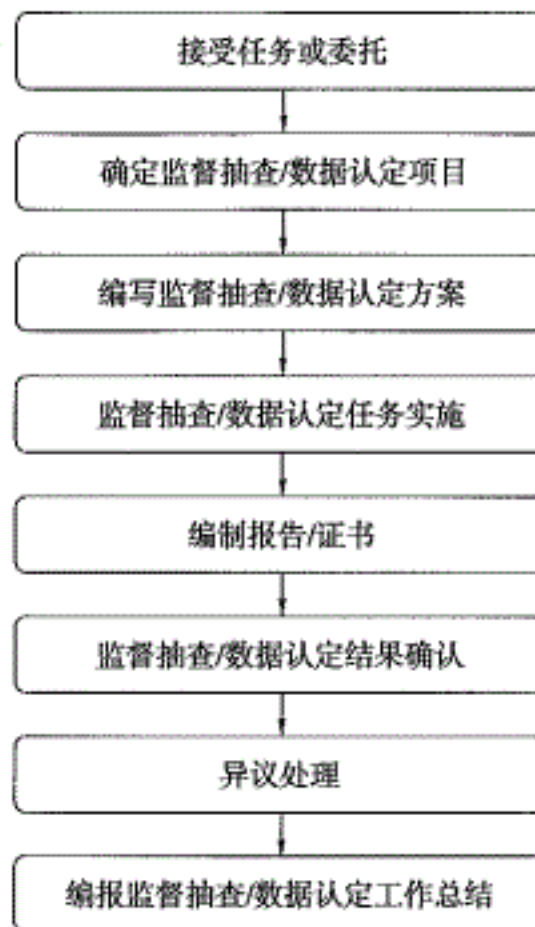 接受任务或委托
确定监督抽查/数据认定项目
编写监督抽查/数据认定方案
监督抽查/数据认定任务实施
编制报告/证书
监督抽查/数据认定结果确认
异议处理
编报监督抽查/数据认定工作总结